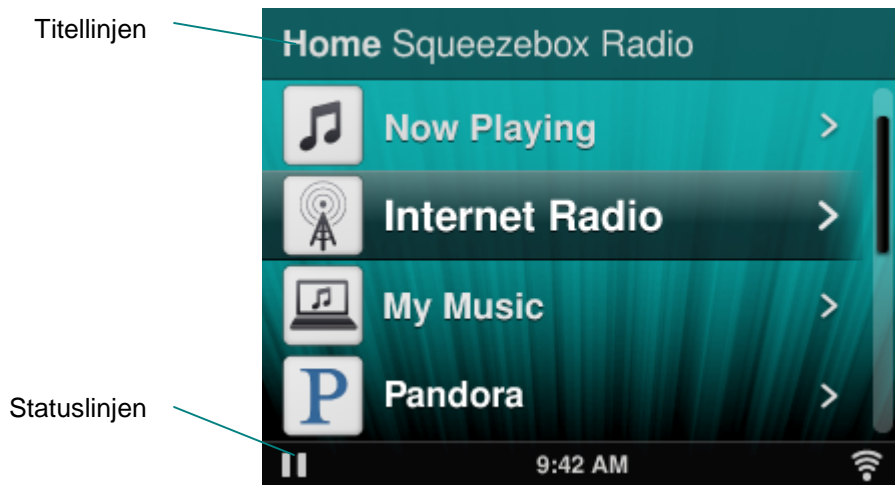 Titellinjen
Home Squeezebox Radio
Now Playing
Internet Radio
My Music
P
Pandora
Statuslinjen
9:42 AM